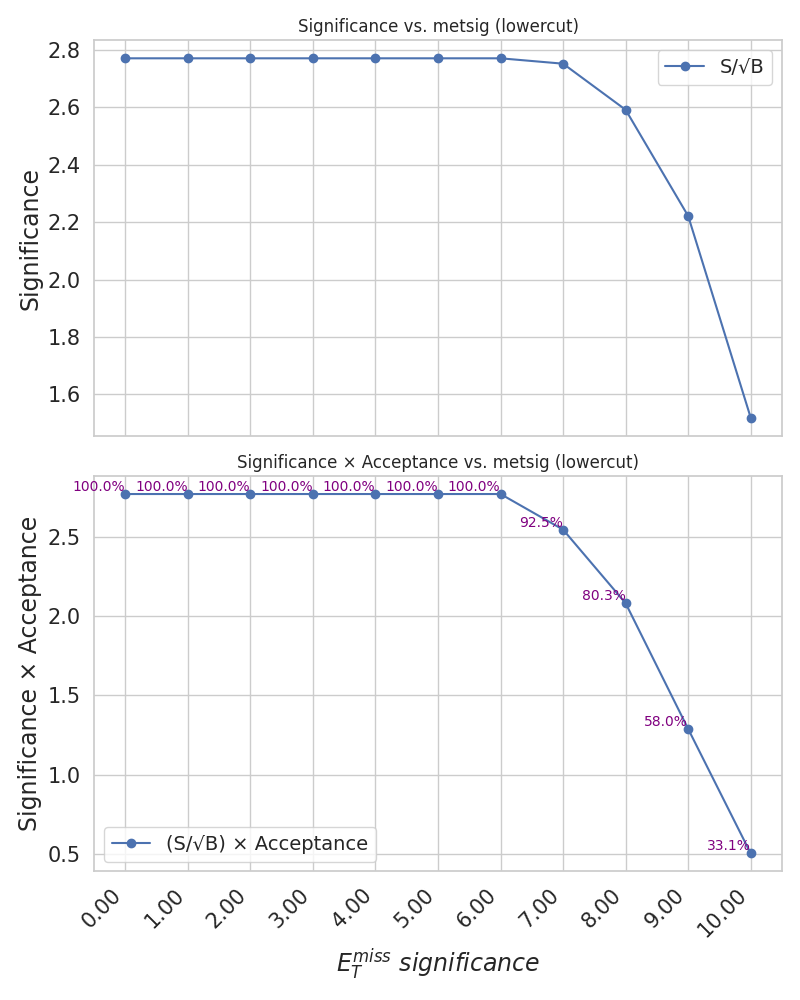 Significance vs. metsig (lowercut)
2.8
2.6
2.4
2.2
2.0
1.8
1.6
Significance
S/√B
Significance × Acceptance vs. metsig (lowercut)
100.0% 100.0% 100.0% 100.0% 100.0% 100.0% 100.0%
92.5%
80.3%
58.0%
33.1%
2.5
2.0
1.5
1.0
0.5
Significance × Acceptance
(S/√B) × Acceptance
0.00 1.00 2.00 3.00 4.00 5.00 6.00 7.00 8.00 9.00 10.00
E_T^miss significance